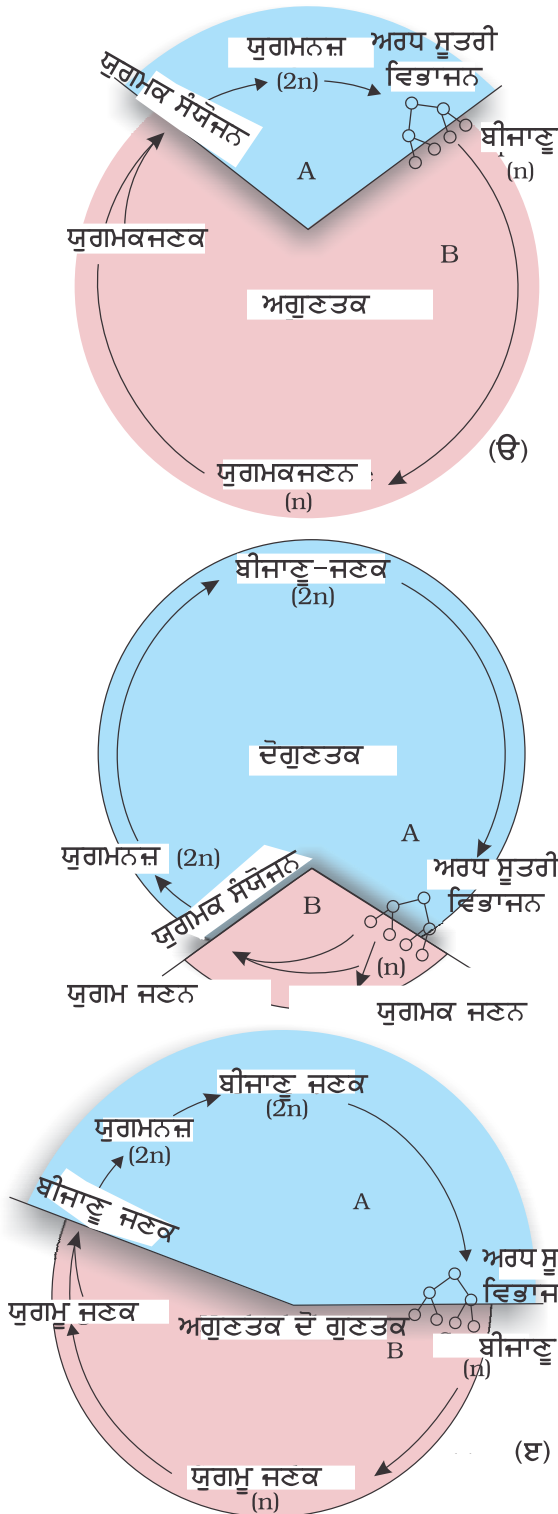 ਯੁਗਮਨਜ਼
(2n)
ਅਰਧ ਸੂਤਰੀ
ਵਿਭਾਜਨ
ਯੁਗਮਕ ਸੰਯੋਜਨ
ਬੀਜਾਣੂ
(n)
A
ਯੁਗਮਕਜਣਕ
B
ਅਗੁਣਤਕ
(ੳ)
ਯੁਗਮਕਜਣਨ
(n)
ਬੀਜਾਣੂ-ਜਣਕ
(2n)
ਦੋਗੁਣਤਕ
A
ਯੁਗਮਨਜ਼ (2n)
ਅਰਧ ਸੂਤਰੀ
ਵਿਭਾਜਨ
ਯੁਗਮਕ ਸੰਯੋਜਨ
B
(n)
ਯੁਗਮ ਜਣਨ
ਯੁਗਮਕ ਜਣਨ
ਬੀਜਾਣੂ ਜਣਕ
(2n)
ਯੁਗਮਨਜ਼
(2n)
ਬੀਜਾਣੂ ਜਣਕ
A
ਅਰਧ ਸੂ
ਵਿਭਾਜ
ਯੁਗਮੂ ਜਣਕ
ਅਗੁਣਤਕ ਦੋ ਗੁਣਤਕ
B
ਬੀਜਾਣੂ
(n)
(ੲ)
ਯੁਗਮੂ ਜਣਕ
(n)